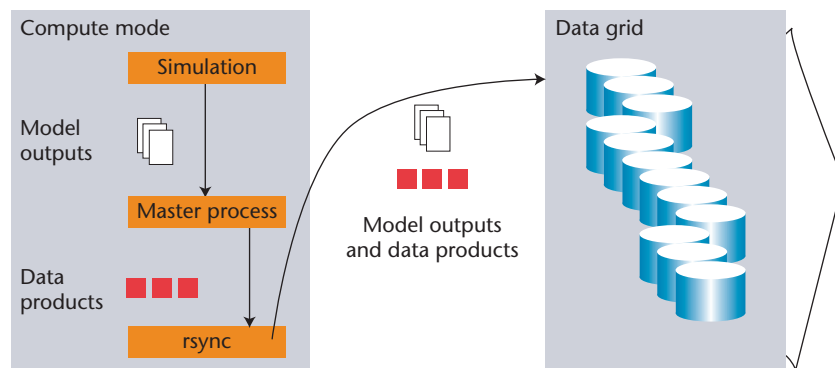 Compute mode
Simulation
Model
outputs
Master process
Data
products
rsync
Model outputs
and data products
Data grid